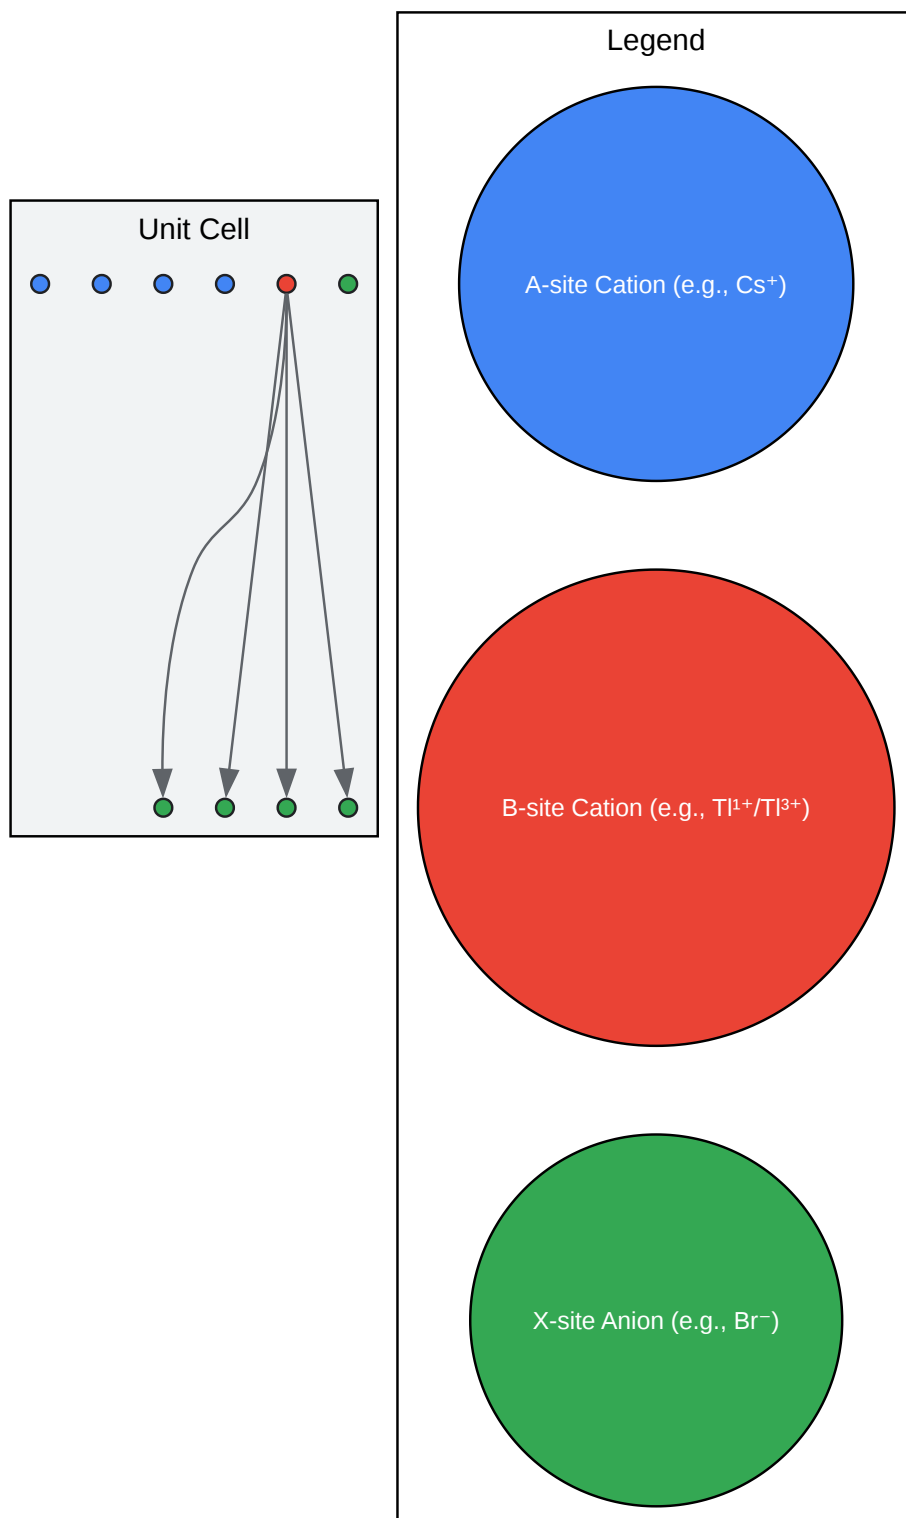 Legend
Unit Cell
A-site Cation (e.g., Cs⁺)
B-site Cation (e.g., Tl¹⁺/Tl³⁺)
X-site Anion (e.g., Br⁻)